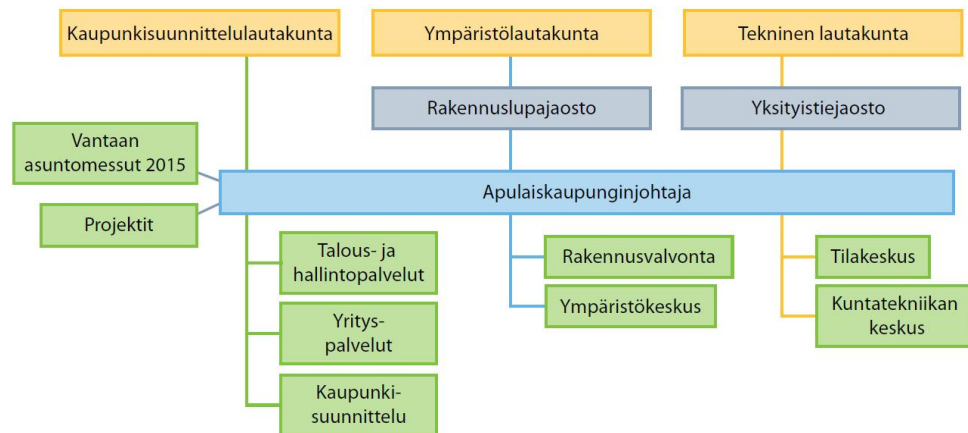 Kaupunkisuunnittelulautakunta
Ympäristölautakunta
Tekninen lautakunta
Rakennuslupajaosto
Yksityistiejaosto
Vantaan
asuntomessut 2015
Apulaiskaupunginjohtaja
Projektit
Talous- ja
hallintopalvelut
Rakennusvalvonta
Tilakeskus
Yritys-
palvelut
Ympäristökeskus
Kuntatekniikan
keskus
Kaupunki-
suunnittelu